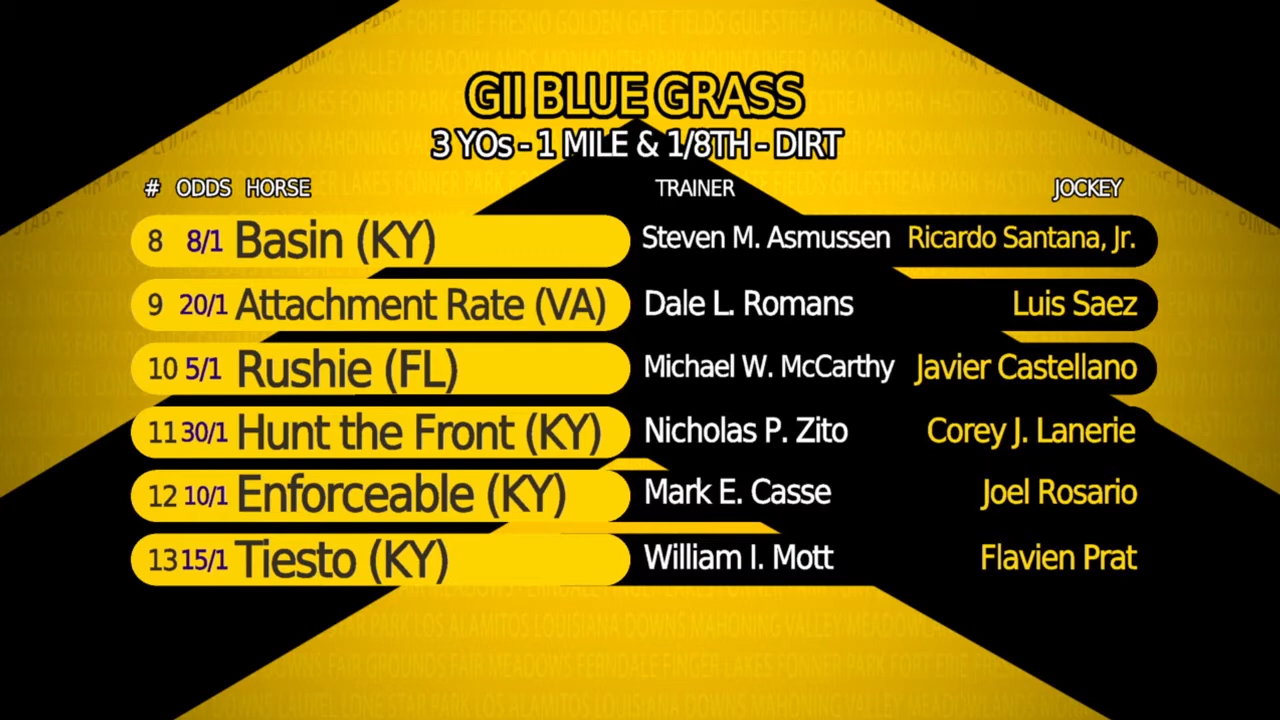 GII BLUE GRASS
3 YOs - 1 MILE & 1/8TH - DIRT
# ODDS HORSE TRAINER JOCKEY
8 8/1 Basin (KY) Steven M. Asmussen Ricardo Santana, Jr.
9 20/1 Attachment Rate (VA) Dale L. Romans Luis Saez
10 5/1 Rushie (FL) Michael W. McCarthy Javier Castellano
11 30/1 Hunt the Front (KY) Nicholas P. Zito Corey J. Lanerie
12 10/1 Enforceable (KY) Mark E. Casse Joel Rosario
13 15/1 Tiesto (KY) William I. Mott Flavien Prat